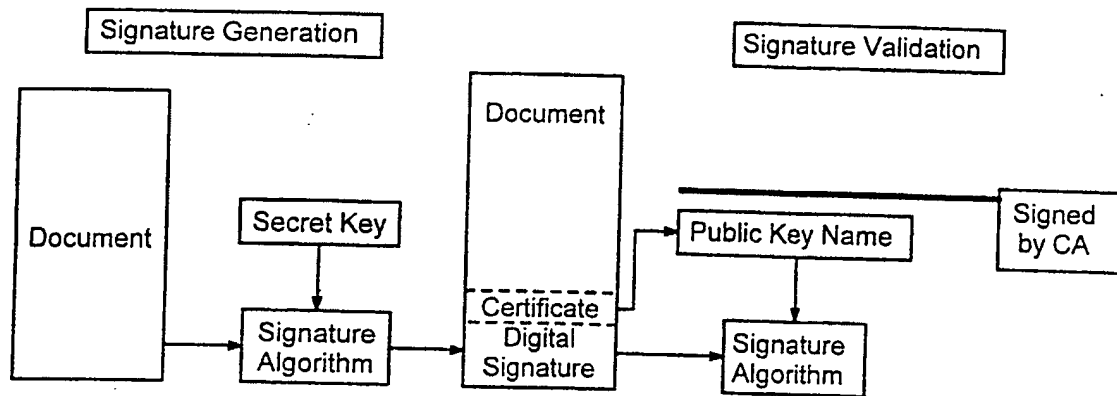 Signature Generation
Signature Validation
Document
Secret Key
Signature
Algorithm
Document
Certificate
Digital
Signature
Public Key Name
Signed
by CA
Signature
Algorithm